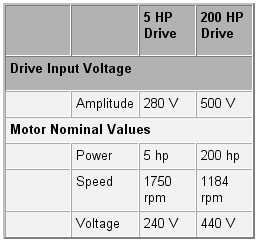 5 HP 200 HP
Drive Drive
Drive Input Voltage
Amplitude 280 V 500 V
Motor Nominal Values
Power 5 hp 200 hp
Speed 1750 1184
rpm rpm
Voltage 240 V 440 V